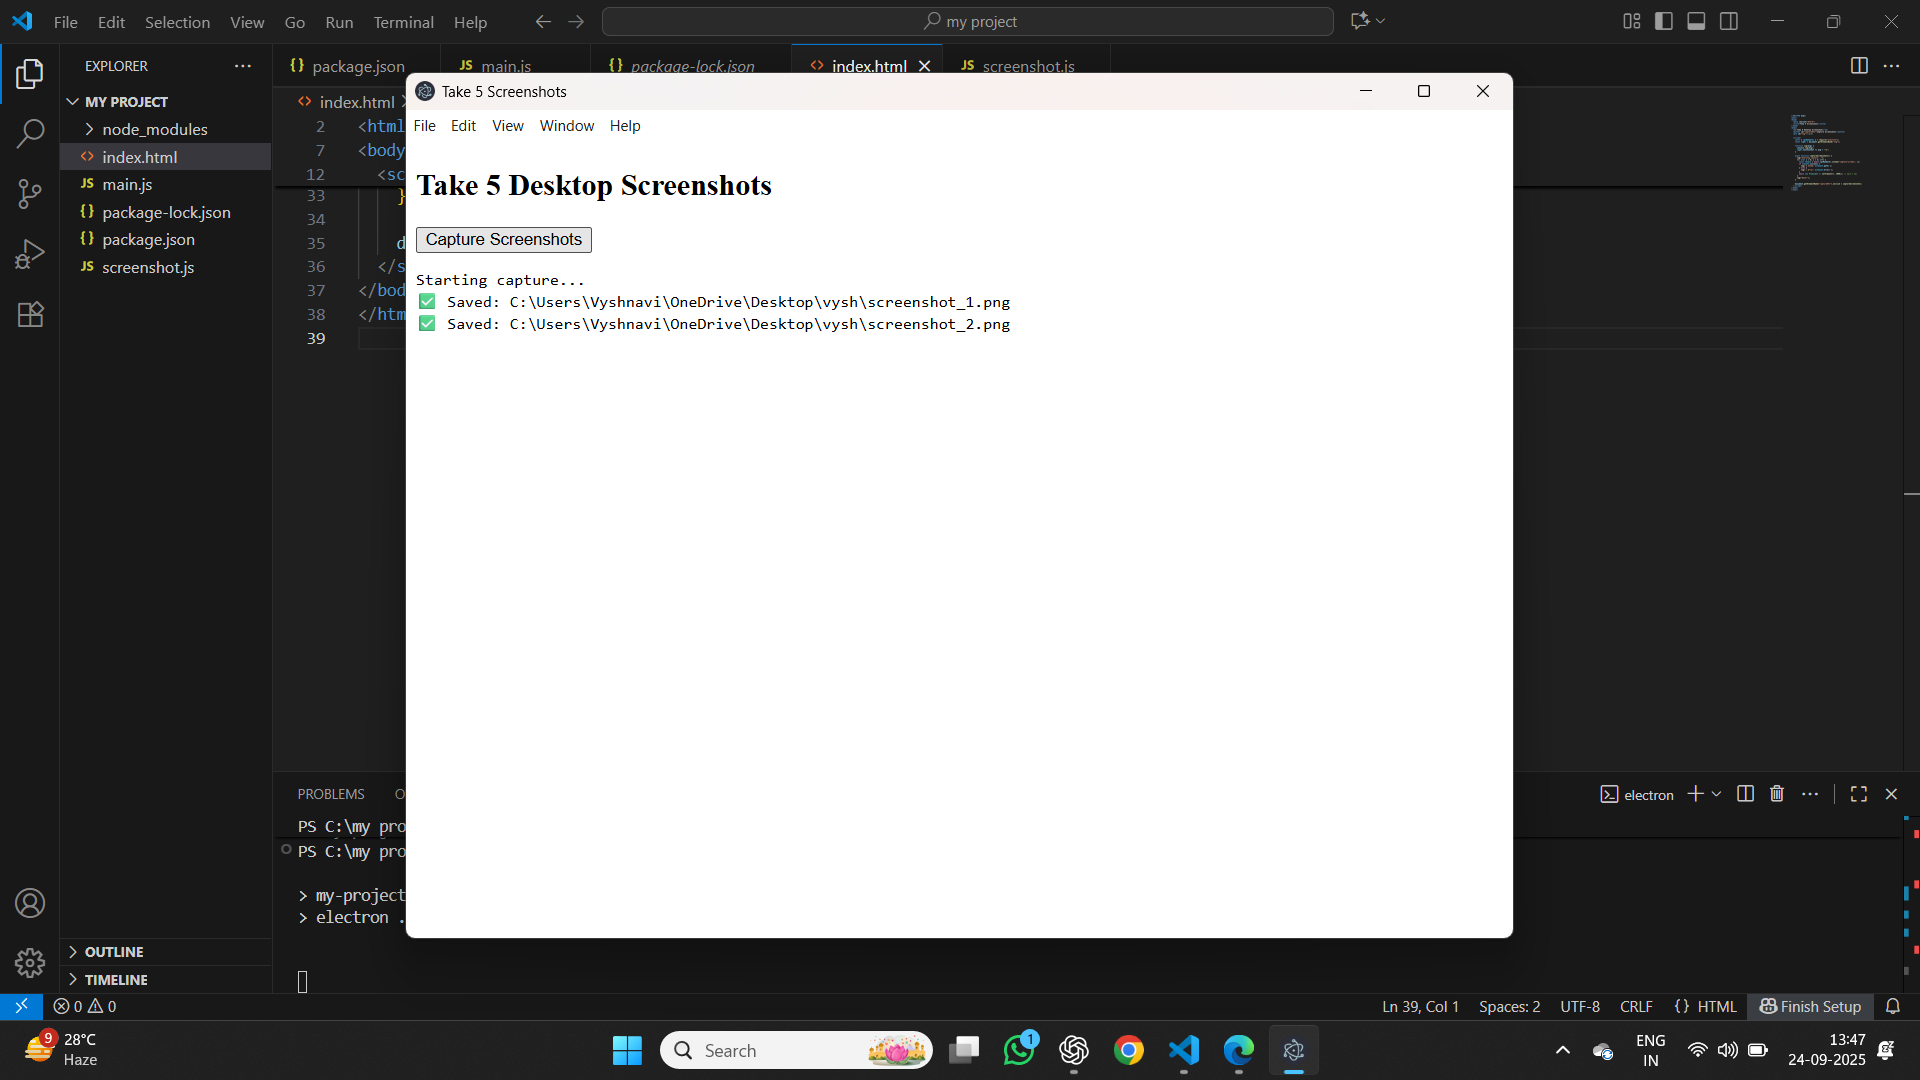 File Edit Selection View Go Run Terminal Help
my project
EXPLORER
MY PROJECT
node_modules
index.html
JS main.js
{} package-lock.json
{} package.json
JS screenshot.js
OUTLINE
TIMELINE
{} package.json
JS main.js
{} package-lock.json
<> index.html
JS screenshot.js
<> index.html >
2 <html
7 <body
12 <sc
33 }
34
35 d
36 </s
37 </bod
38 </htm
39
Take 5 Screenshots
File Edit View Window Help
Take 5 Desktop Screenshots
Capture Screenshots
Starting capture...
✅ Saved: C:\Users\Vyshnavi\OneDrive\Desktop\vysh\screenshot_1.png
✅ Saved: C:\Users\Vyshnavi\OneDrive\Desktop\vysh\screenshot_2.png
PROBLEMS O
electron
PS C:\my pro
PS C:\my pro
> my-project
> electron .
0 0
Ln 39, Col 1 Spaces: 2 UTF-8 CRLF {} HTML Finish Setup
9
28°C
Haze
Search
1
ENG
IN
13:47
24-09-2025